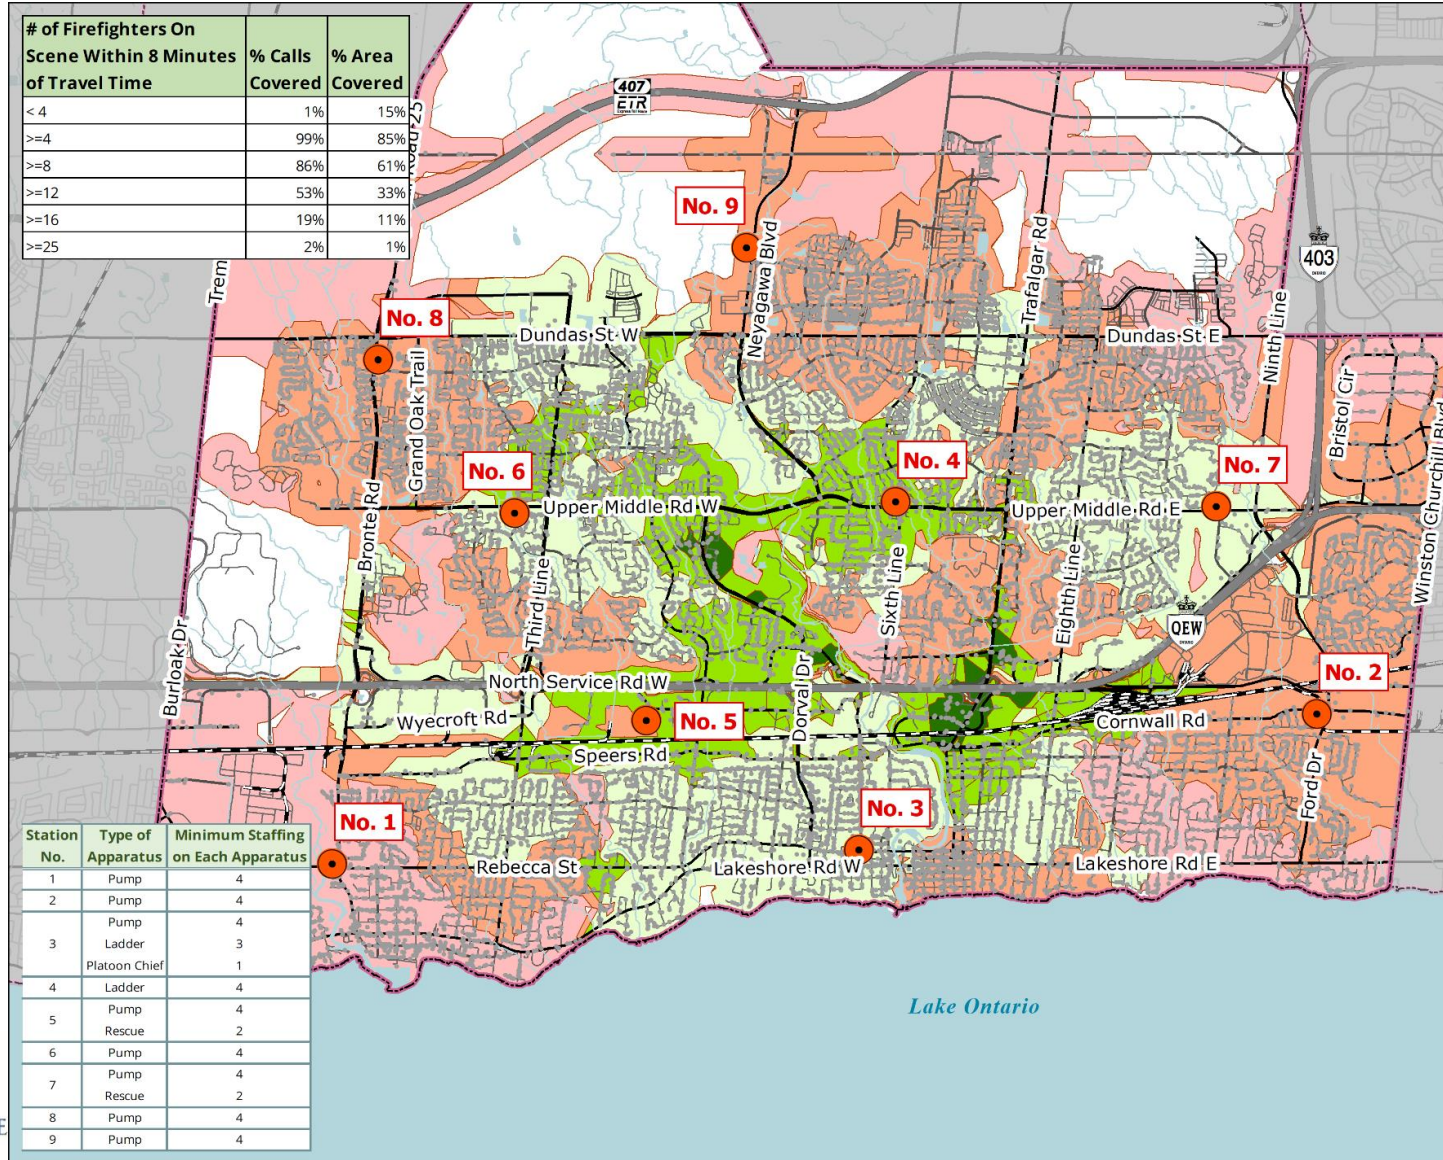 # of Firefighters On Scene Within 8 Minutes of Travel Time | % Calls Covered | % Area Covered
< 4 | 1% | 15%
>=4 | 99% | 85%
>=8 | 86% | 61%
>=12 | 53% | 33%
>=16 | 19% | 11%
>=25 | 2% | 1%
407
ETR
403
No. 9
Neyagawa Blvd
Trafalgar Rd
Ninth Line
No. 8
Dundas St W
Dundas St E
Grand Oak Trail
Bronte Rd
Bristol Cir
No. 6
No. 4
No. 7
Upper Middle Rd W
Upper Middle Rd E
Third Line
Sixth Line
Eighth Line
QEW
Burloak Dr
North Service Rd W
Dorval Dr
No. 2
Wyecroft Rd
No. 5
Cornwall Rd
Speers Rd
Ford Dr
No. 1
No. 3
Rebecca St
Lakeshore Rd W
Lakeshore Rd E
Lake Ontario
Station No. | Type of Apparatus | Minimum Staffing on Each Apparatus
1 | Pump | 4
2 | Pump | 4
3 | Pump | 4
Ladder | 3
Platoon Chief | 1
4 | Ladder | 4
5 | Pump | 4
Rescue | 2
6 | Pump | 4
7 | Pump | 4
Rescue | 2
8 | Pump | 4
9 | Pump | 4